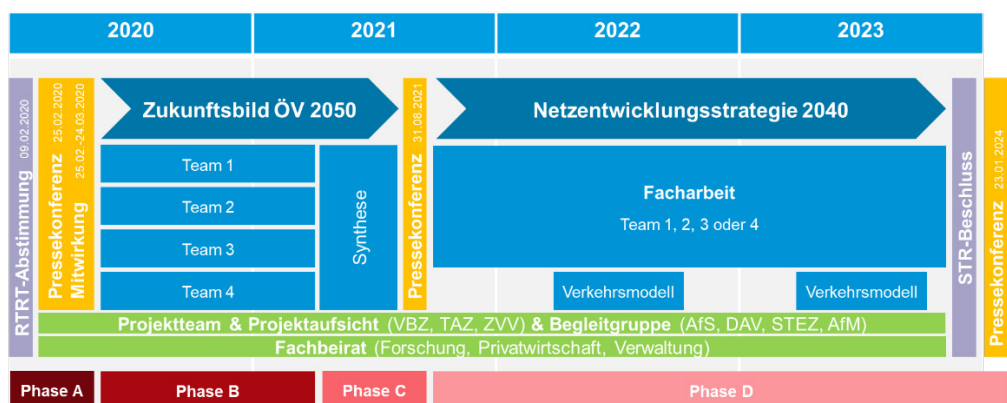 2020 2021 2022 2023
RTRT-Abstimmung 09.02.2020
Pressekonferenz 25.02.2020
Mitwirkung 25.02.-24.03.2020
Zukunftsbild ÖV 2050
Team 1
Team 2
Team 3
Team 4
Synthese
Pressekonferenz 31.08.2021
Netzentwicklungsstrategie 2040
Facharbeit
Team 1, 2, 3 oder 4
Verkehrsmodell
Verkehrsmodell
STR-Beschluss
Pressekonferenz 23.01.2024
Projektteam & Projektaufsicht (VBZ, TAZ, ZVV) & Begleitgruppe (AfS, DAV, STEZ, AfM)
Fachbeirat (Forschung, Privatwirtschaft, Verwaltung)
Phase A Phase B Phase C Phase D